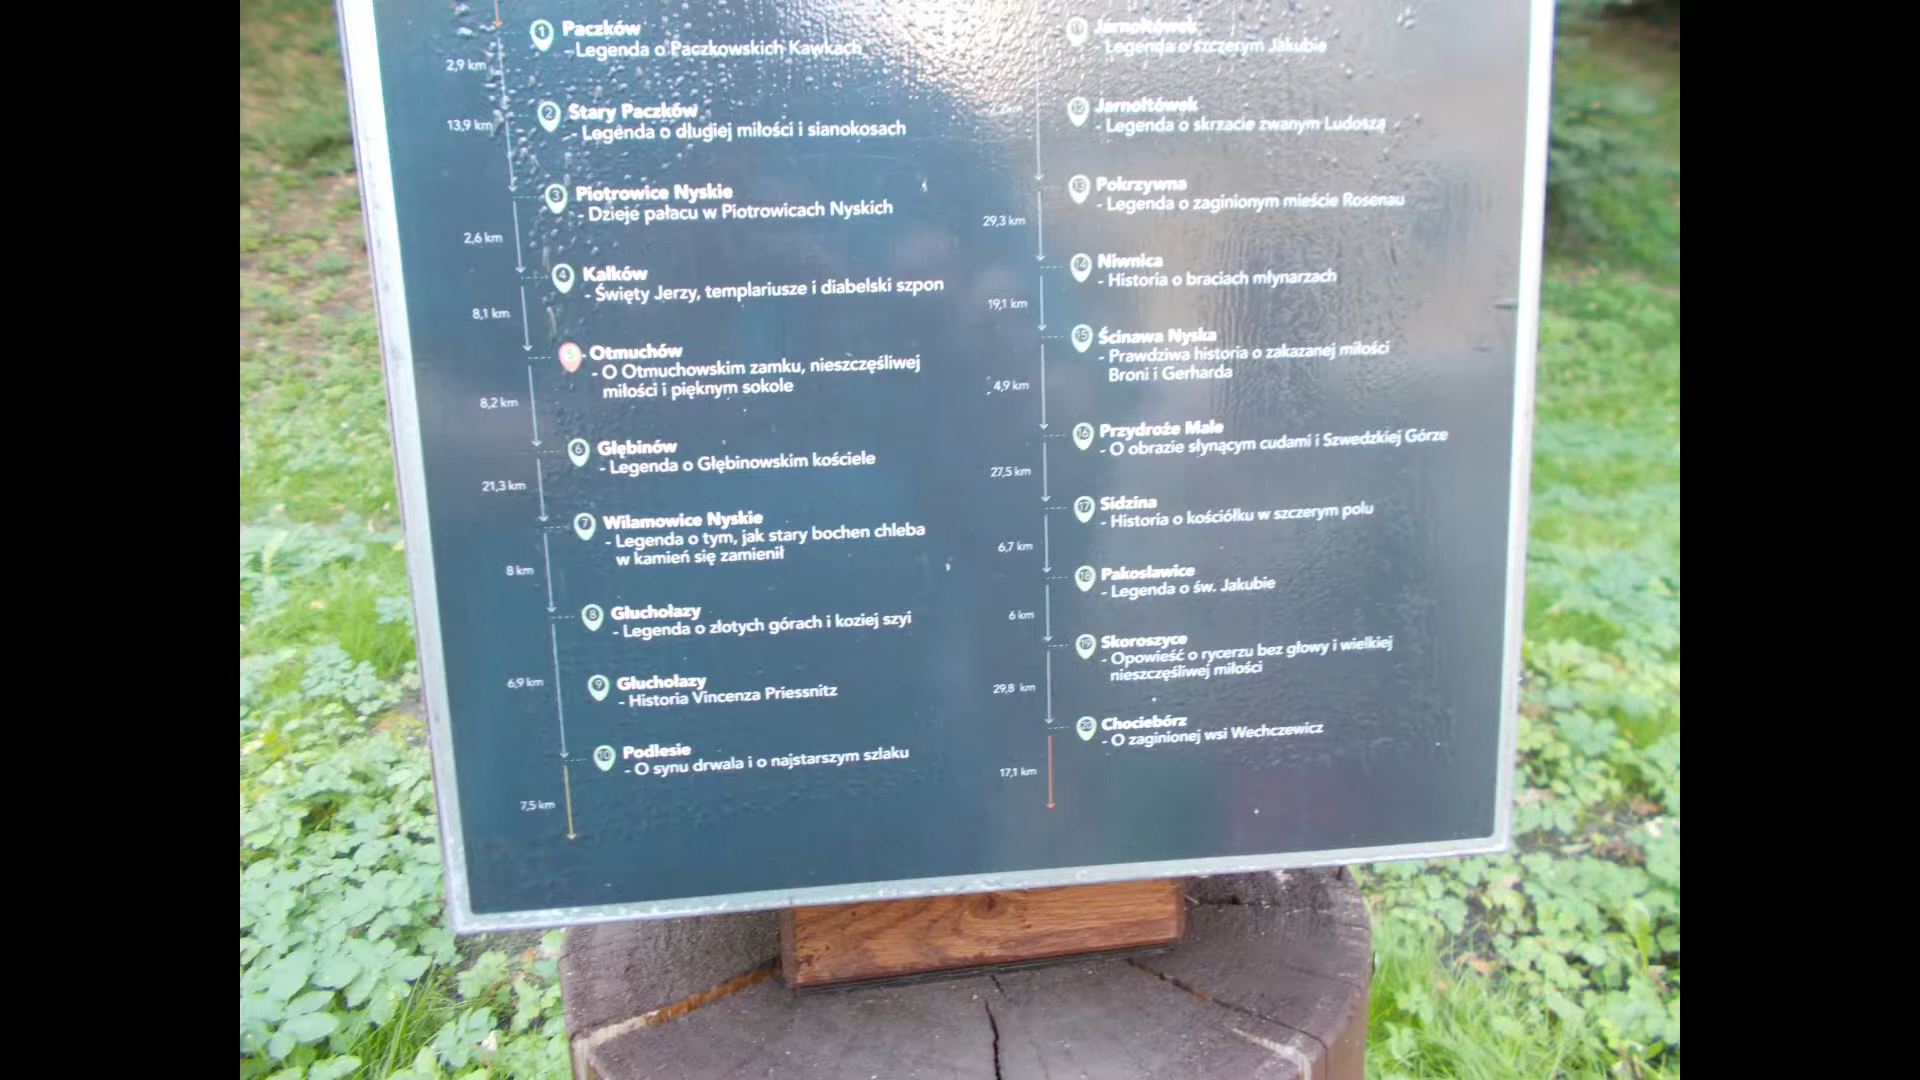 1 Paczków
- Legenda o Paczkowskich Kawkach
2,9 km
2 Stary Paczków
- Legenda o długiej miłości i sianokosach
13,9 km
3 Piotrowice Nyskie
- Dzieje pałacu w Piotrowicach Nyskich
2,6 km
4 Kałków
- Święty Jerzy, templariusze i diabelski szpon
8,1 km
5 Otmuchów
- O Otmuchowskim zamku, nieszczęśliwej
miłości i pięknym sokole
8,2 km
6 Głębinów
- Legenda o Głębinowskim kościele
21,3 km
7 Wilamowice Nyskie
- Legenda o tym, jak stary bochen chleba
w kamień się zamienił
8 km
8 Głuchołazy
- Legenda o złotych górach i koziej szyi
6,9 km
9 Głuchołazy
- Historia Vincenza Priessnitz
10 Podlesie
- O synu drwala i o najstarszym szlaku
7,5 km
11 Jarnołtówek
- Legenda o szczerym Jakubie
12 Jarnołtówek
- Legenda o skrzacie zwanym Ludoszą
13 Pokrzywna
- Legenda o zaginionym mieście Rosenau
29,3 km
14 Niwnica
- Historia o braciach młynarzach
19,1 km
15 Ścinawa Nyska
- Prawdziwa historia o zakazanej miłości
Broni i Gerharda
4,9 km
16 Przydroże Małe
- O obrazie słynącym cudami i Szwedzkiej Górze
27,5 km
17 Sidzina
- Historia o kościółku w szczerym polu
6,7 km
18 Pakosławice
- Legenda o św. Jakubie
6 km
19 Skoroszyce
- Opowieść o rycerzu bez głowy i wielkiej
nieszczęśliwej miłości
29,8 km
20 Chociebórz
- O zaginionej wsi Wechczewicz
17,1 km